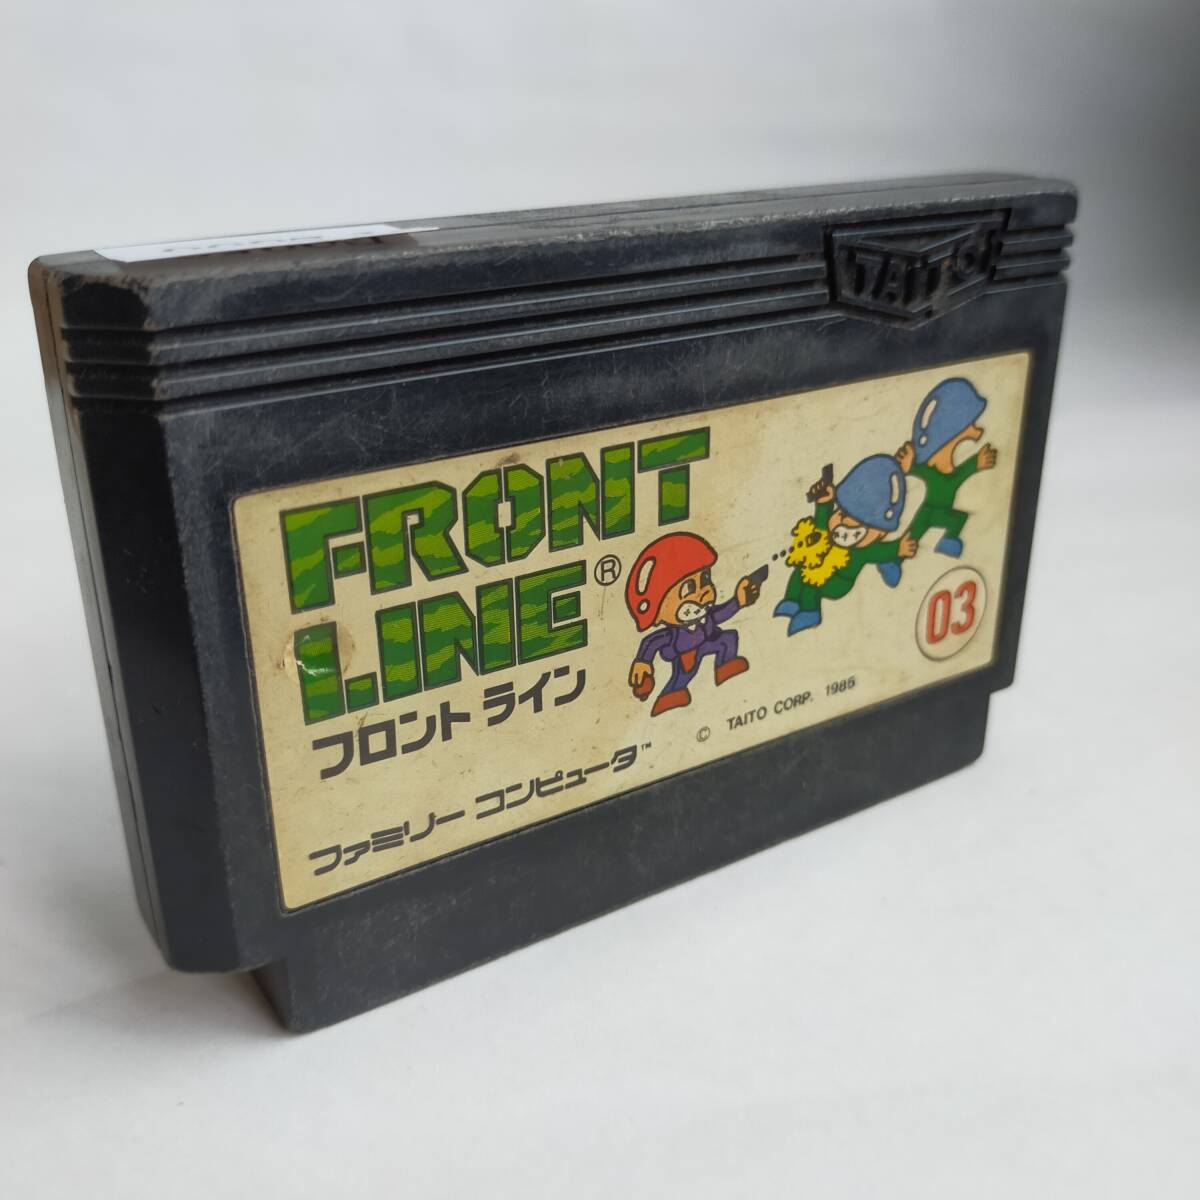 TAITO
FRONT
LINE®
フロント ライン
ファミリー コンピュータ™
03
© TAITO CORP. 1985